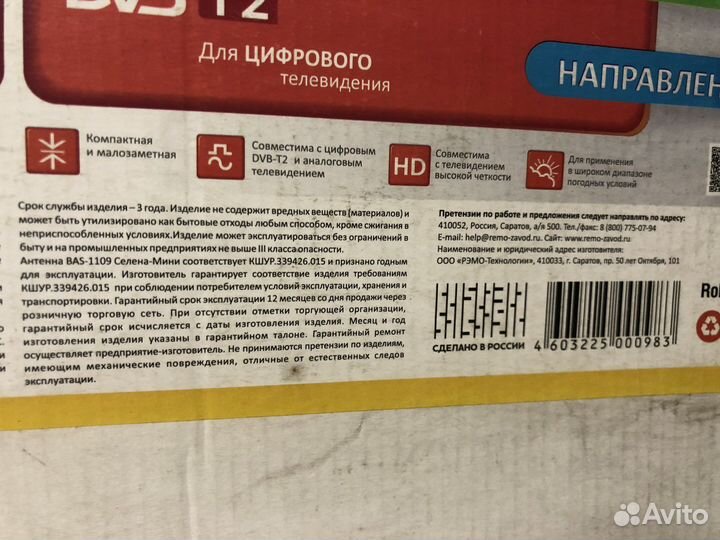 T2
Для ЦИФРОВОГО
телевидения
НАПРАВЛЕН
Компактная
и малозаметная
Совместима с цифровым
DVB-T2 и аналоговым
телевидением
HD
Совместима
с телевидением
высокой четкости
Для применения
в широком диапазоне
погодных условий
Срок службы изделия – 3 года. Изделие не содержит вредных веществ (материалов) и
может быть утилизировано как бытовые отходы любым способом, кроме сжигания в
неприспособленных условиях.Изделие может эксплуатироваться без ограничений в
быту и на промышленных предприятиях не выше III класса опасности.
Антенна BAS-1109 Селена-Мини соответствует КШУР.339426.015 и признано годным
для эксплуатации. Изготовитель гарантирует соответствие изделия требованиям
КШУР.339426.015 при соблюдении потребителем условий эксплуатации, хранения и
транспортировки. Гарантийный срок эксплуатации 12 месяцев со дня продажи через
розничную торговую сеть. При отсутствии отметки торгующей организации,
гарантийный срок исчисляется с даты изготовления изделия. Месяц и год
изготовления изделия указаны в гарантийном талоне. Гарантийный ремонт
осуществляет предприятие-изготовитель. Не принимаются претензии по изделиям,
имеющим механические повреждения, отличные от естественных следов
эксплуатации.
Претензии по работе и предложения следует направлять по адресу:
410052, Россия, Саратов, а/я 500. Тел./факс: 8 (800) 775-07-94
E-mail: help@remo-zavod.ru, www.remo-zavod.ru
Наименование и юридический адрес изготовителя:
ООО «РЭМО-Технологии», 410033, г. Саратов, пр. 50 лет Октября, 101
СДЕЛАНО В РОССИИ
4 603225 000983
Avito